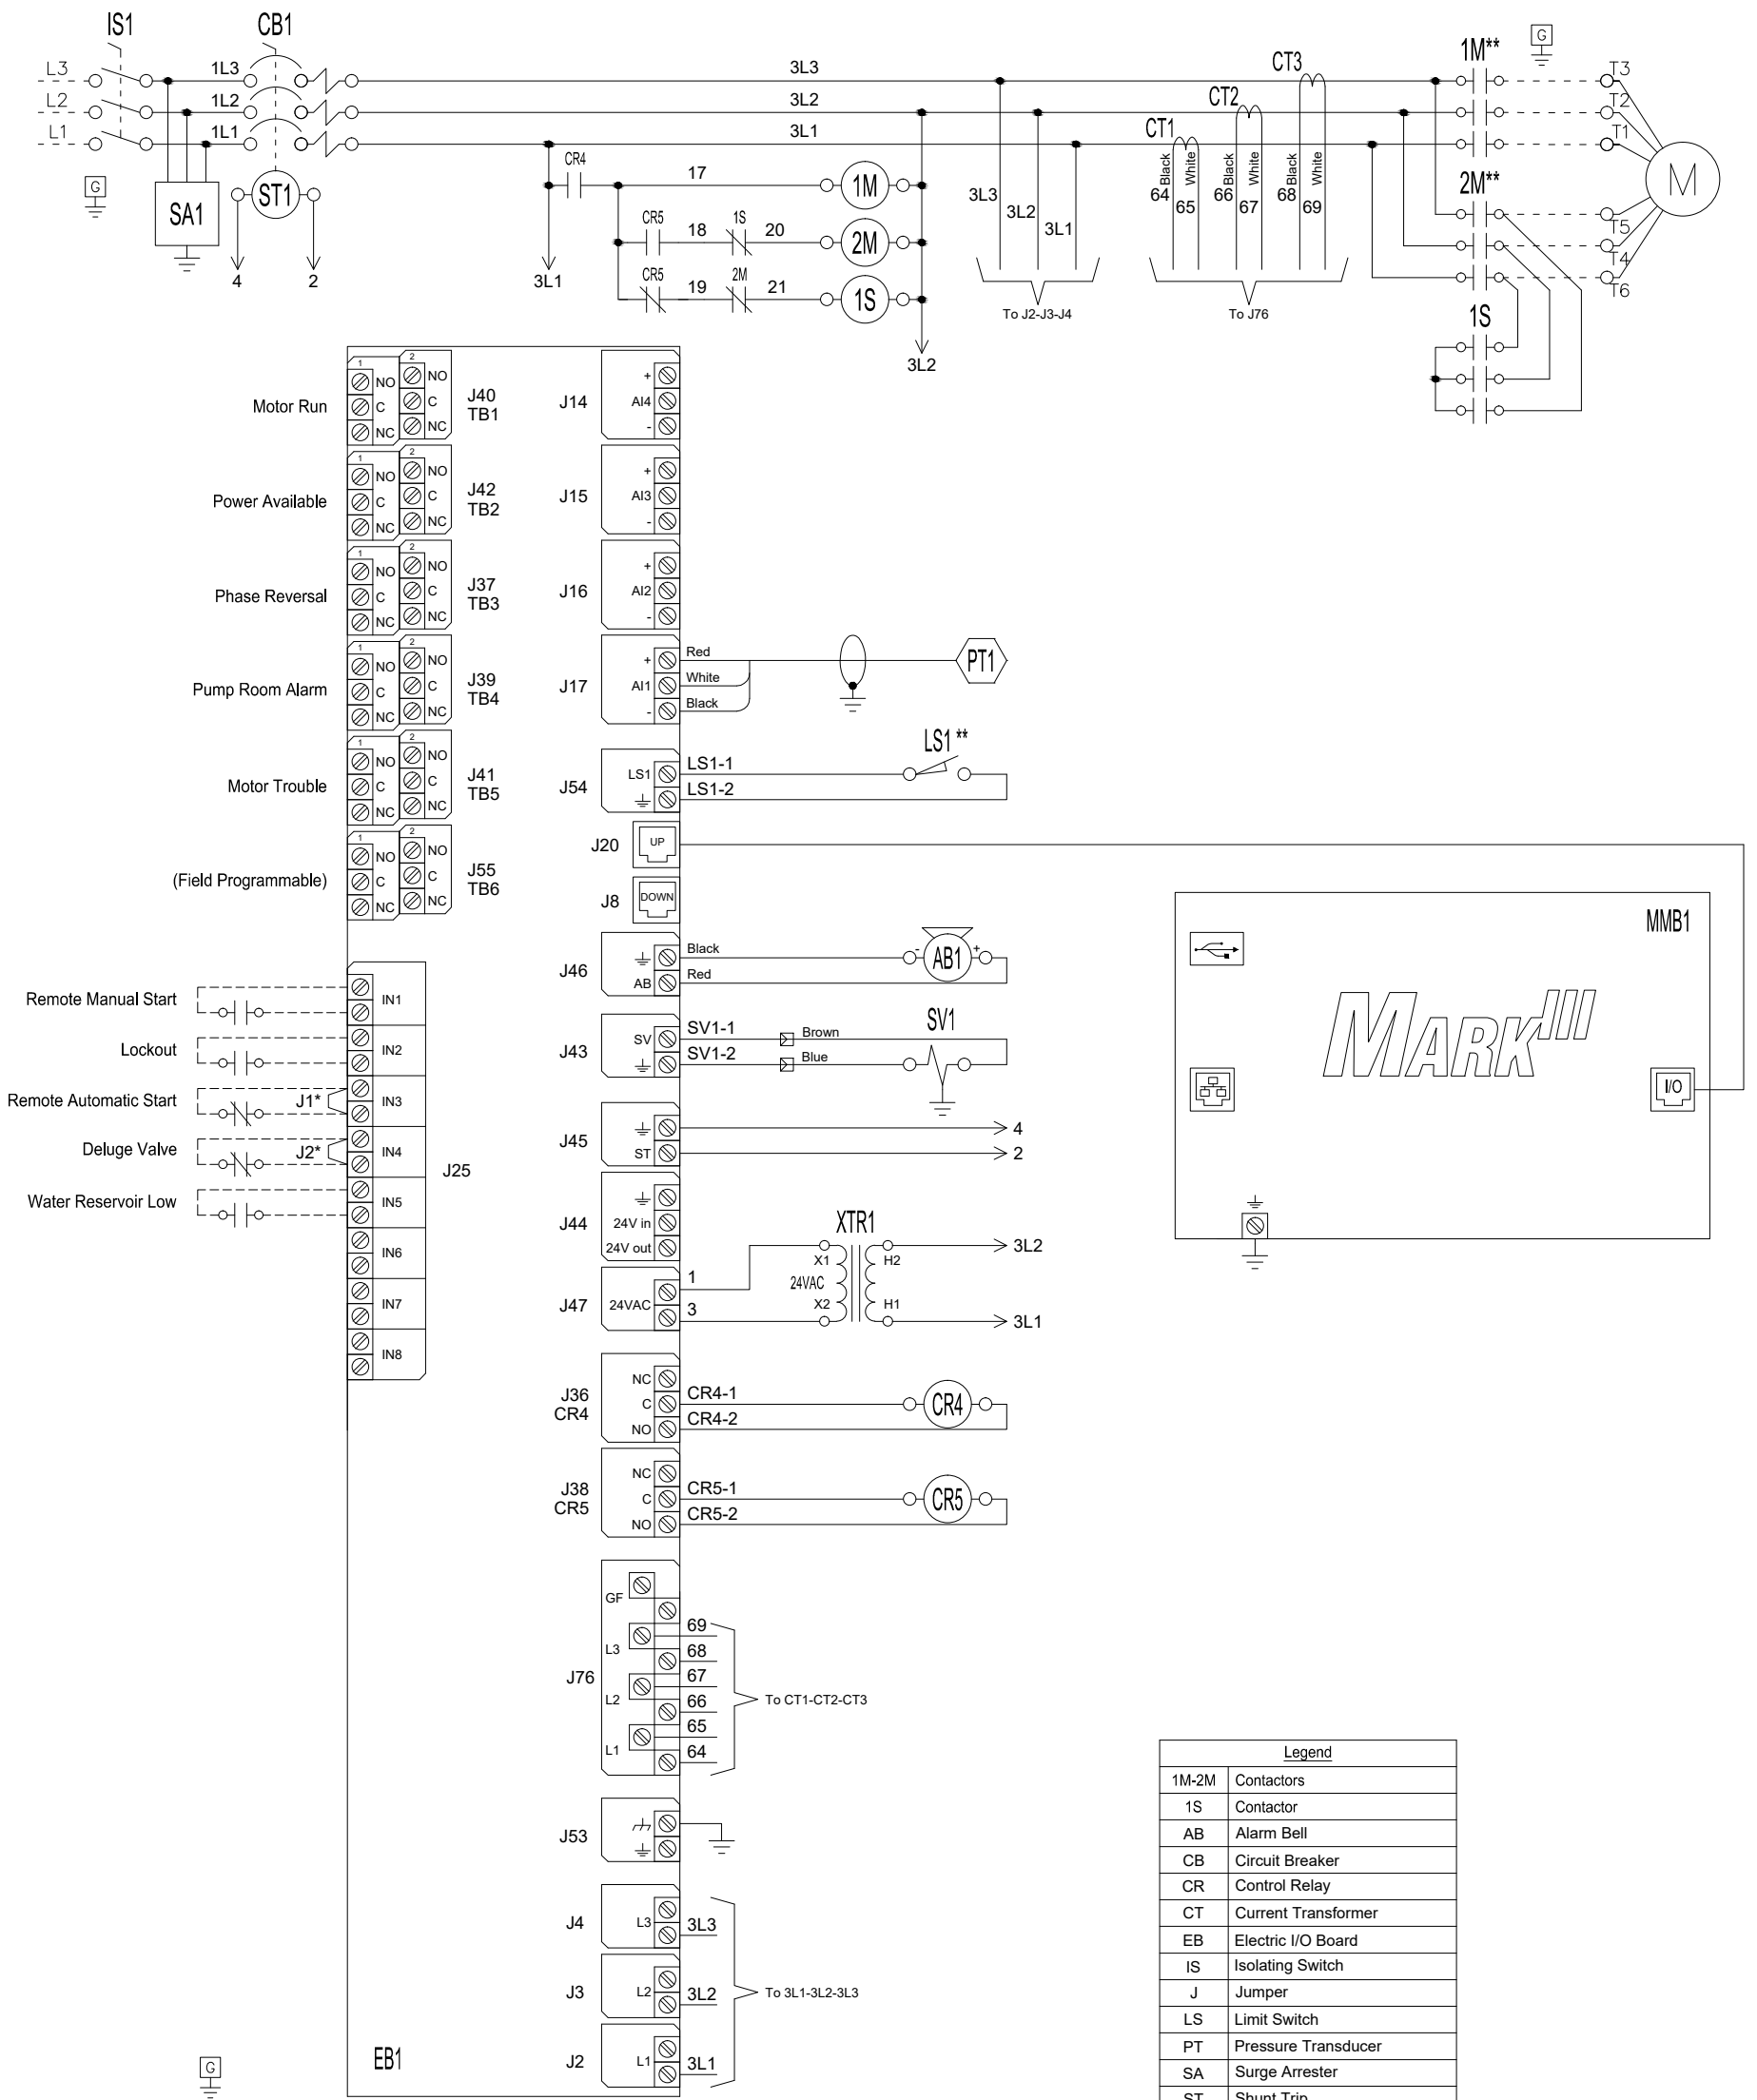 IS1
CB1
1M**
G
L3
1L3
3L3
CT3
T3
L2
1L2
3L2
CT2
T2
L1
1L1
3L1
CT1
T1
CR4
17
1M
64 Black
65 White
66 Black
67 White
68 Black
69 White
2M**
M
G
SA1
ST1
3L3
3L2
3L1
CR5
18
1S
20
2M
T5
T4
T6
4
2
3L1
CR5
19
2M
21
1S
To J2-J3-J4
To J76
1S
3L2
Motor Run
1
NO
C
NC
2
NO
C
NC
J40
TB1
J14
+
AI4
-
Power Available
1
NO
C
NC
2
NO
C
NC
J42
TB2
J15
+
AI3
-
Phase Reversal
1
NO
C
NC
2
NO
C
NC
J37
TB3
J16
+
AI2
-
Pump Room Alarm
1
NO
C
NC
2
NO
C
NC
J39
TB4
J17
+
AI1
-
Red
White
Black
PT1
Motor Trouble
1
NO
C
NC
2
NO
C
NC
J41
TB5
J54
LS1
LS1-1
LS1-2
LS1 **
J20
UP
(Field Programmable)
1
NO
C
NC
2
NO
C
NC
J55
TB6
J8
DOWN
MMB1
MARK III
I/O
J46
AB
Black
Red
-
AB1
+
Remote Manual Start
IN1
Lockout
IN2
Remote Automatic Start
J1*
IN3
Deluge Valve
J2*
IN4
Water Reservoir Low
IN5
IN6
IN7
IN8
J25
J43
SV
SV1-1
SV1-2
Brown
Blue
SV1
J45
ST
4
2
J44
24V in
24V out
J47
24VAC
1
3
XTR1
X1
24VAC
X2
H2
H1
3L2
3L1
J36
CR4
NC
C
NO
CR4-1
CR4-2
CR4
J38
CR5
NC
C
NO
CR5-1
CR5-2
CR5
J76
GF
L3
L2
L1
69
68
67
66
65
64
To CT1-CT2-CT3
J53
J4
L3
3L3
J3
L2
3L2
J2
L1
3L1
To 3L1-3L2-3L3
EB1
G
Legend
1M-2M Contactors
1S Contactor
AB Alarm Bell
CB Circuit Breaker
CR Control Relay
CT Current Transformer
EB Electric I/O Board
IS Isolating Switch
J Jumper
LS Limit Switch
PT Pressure Transducer
SA Surge Arrester
ST Shunt Trip